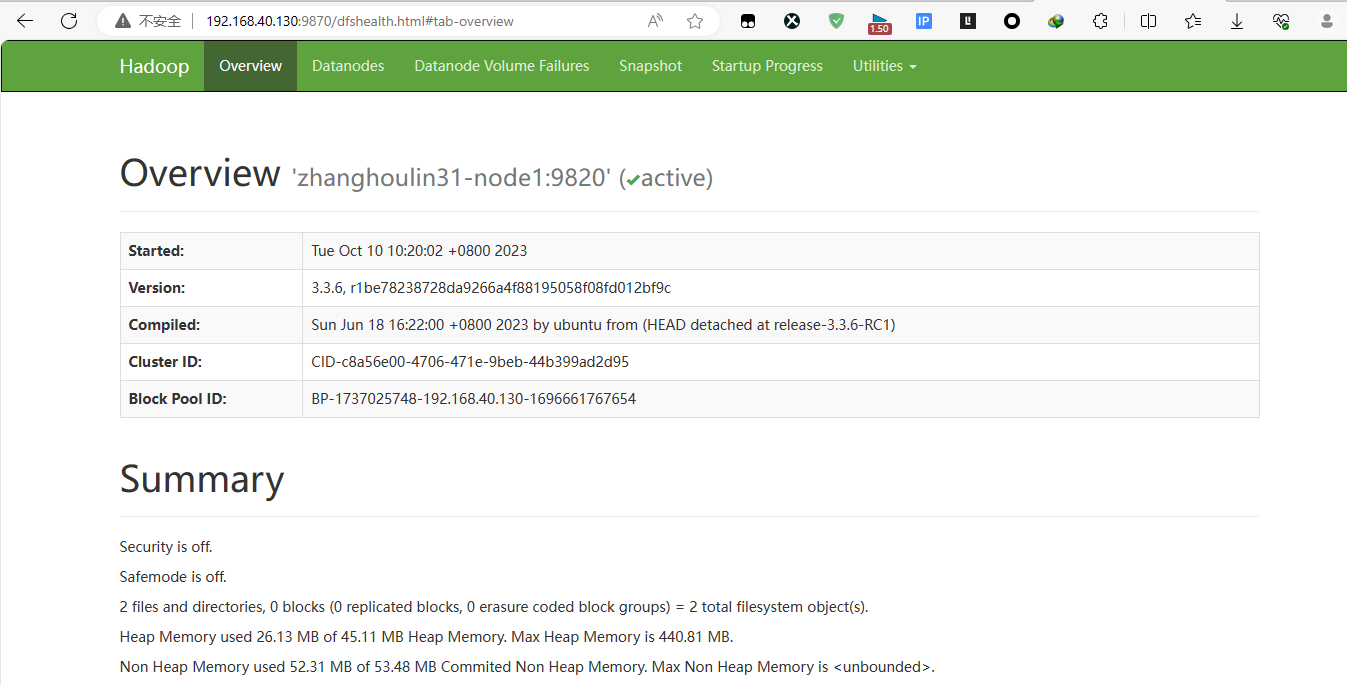 不安全 192.168.40.130:9870/dfshealth.html#tab-overview A 1.50 IP
Hadoop Overview Datanodes Datanode Volume Failures Snapshot Startup Progress Utilities
Overview 'zhanghoulin31-node1:9820' (✔active)
Started: Tue Oct 10 10:20:02 +0800 2023
Version: 3.3.6, r1be78238728da9266a4f88195058f08fd012bf9c
Compiled: Sun Jun 18 16:22:00 +0800 2023 by ubuntu from (HEAD detached at release-3.3.6-RC1)
Cluster ID: CID-c8a56e00-4706-471e-9beb-44b399ad2d95
Block Pool ID: BP-1737025748-192.168.40.130-1696661767654
Summary
Security is off.
Safemode is off.
2 files and directories, 0 blocks (0 replicated blocks, 0 erasure coded block groups) = 2 total filesystem object(s).
Heap Memory used 26.13 MB of 45.11 MB Heap Memory. Max Heap Memory is 440.81 MB.
Non Heap Memory used 52.31 MB of 53.48 MB Commited Non Heap Memory. Max Non Heap Memory is <unbounded>.